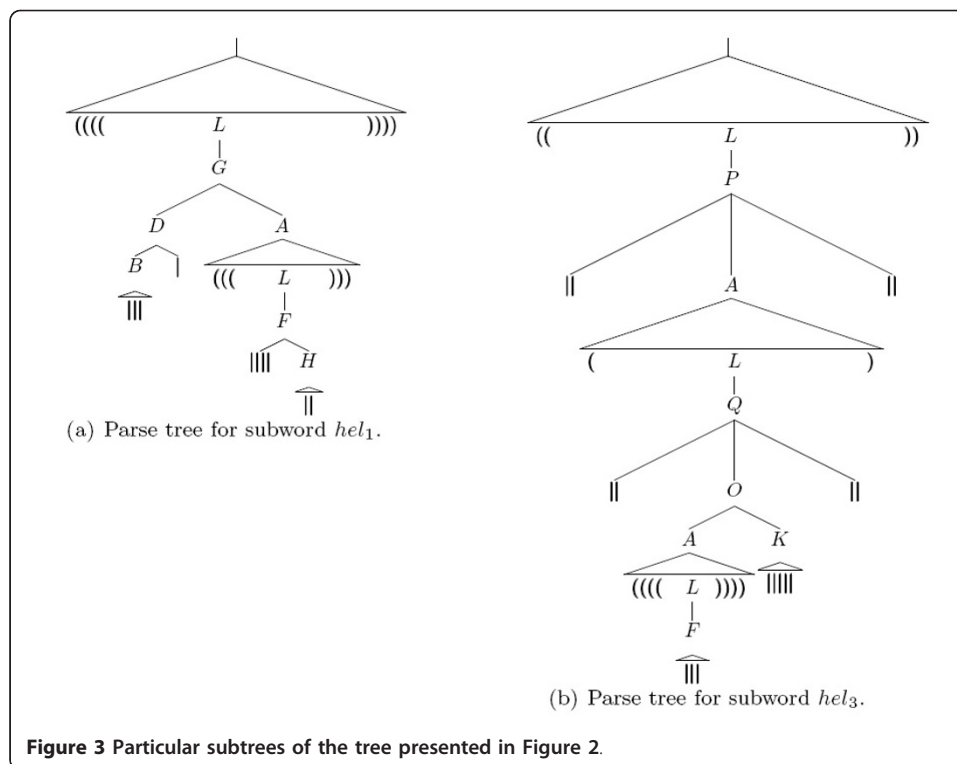 (((( L ))))
G
D A
B |
((( L )))
|||
F
|||| H
||
(a) Parse tree for subword hel₁.
(( L ))
P
|| ||
A
( L )
Q
|| ||
O
A K
(((( L )))) |||||
F
|||
(b) Parse tree for subword hel₃.
Figure 3 Particular subtrees of the tree presented in Figure 2.